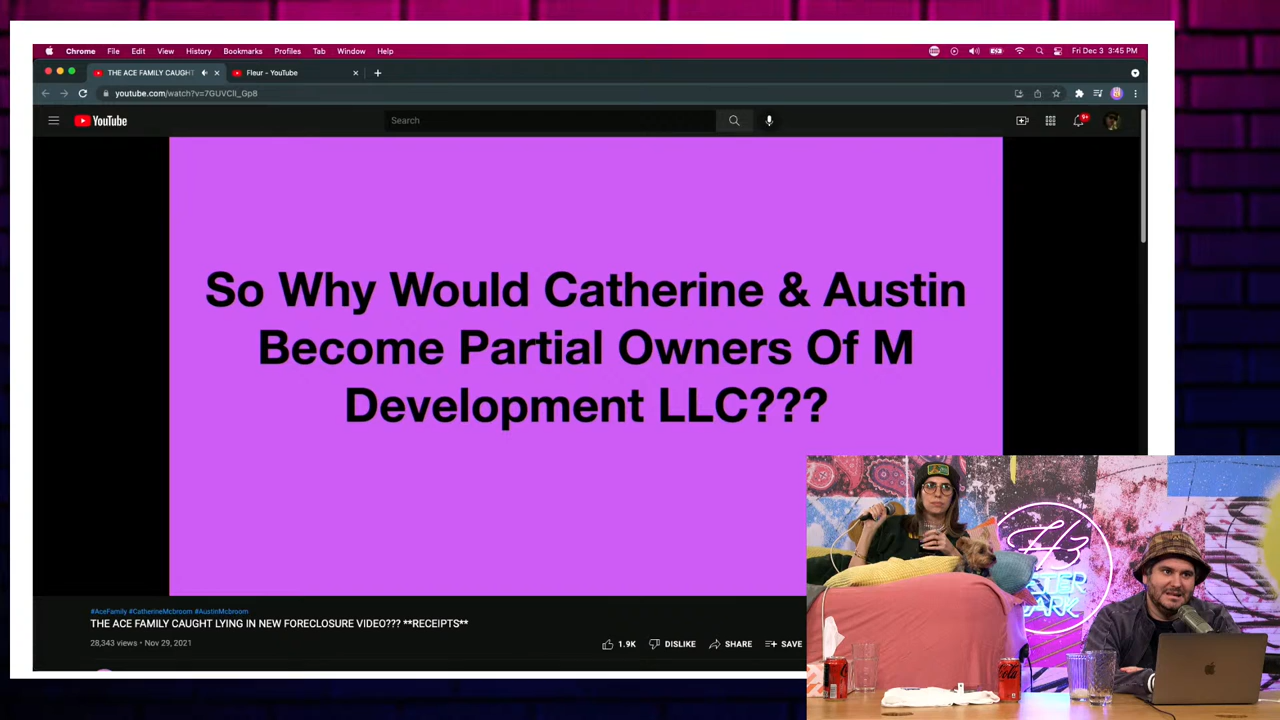 Chrome File Edit View History Bookmarks Profiles Tab Window Help Fri Dec 3 3:45 PM
THE ACE FAMILY CAUGHT Fleur - YouTube
youtube.com/watch?v=7GUVCll_Gp8
YouTube Search 9+
So Why Would Catherine & Austin
Become Partial Owners Of M
Development LLC???
H3
#AceFamily #CatherineMcbroom #AustinMcbroom
THE ACE FAMILY CAUGHT LYING IN NEW FORECLOSURE VIDEO??? **RECEIPTS**
28,343 views • Nov 29, 2021 1.9K DISLIKE SHARE SAVE